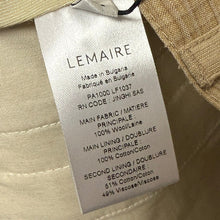 LEMAIRE
Made in Bulgaria
Fabriqué en Bulgarie
PA1000 LF1037
RN CODE : JINGHI SAS
MAIN FABRIC / MATIÈRE
PRINCIPALE
100% Wool/Laine
MAIN LINING / DOUBLURE
PRINCIPALE
100% Cotton/Coton
SECOND LINING / DOUBLURE
SECONDAIRE
51% Cotton/Coton
49% Viscose/Viscose